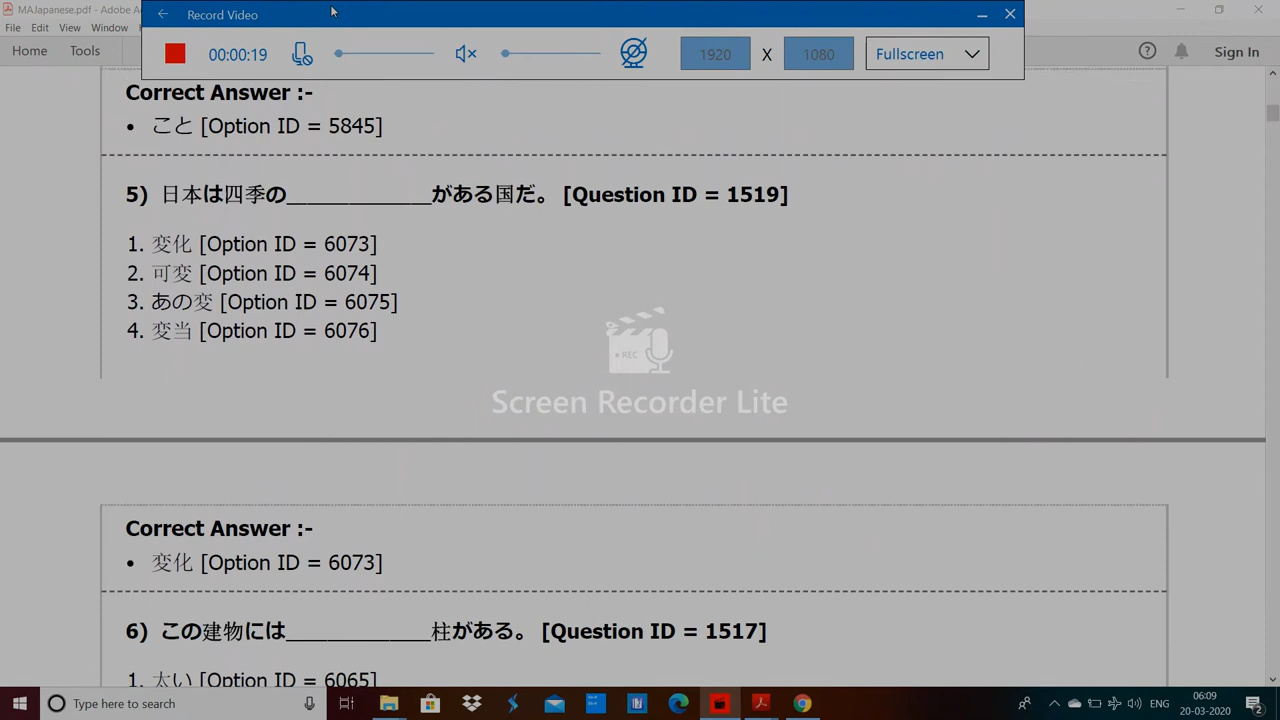 MAJapanese.pdf - Adobe A
Record Video
File Edit View Window
Home Tools
00:00:19
1920 X 1080 Fullscreen
Sign In
Correct Answer :-
• こと [Option ID = 5845]
5) 日本は四季の______________がある国だ。 [Question ID = 1519]
1. 変化 [Option ID = 6073]
2. 可変 [Option ID = 6074]
3. あの変 [Option ID = 6075]
4. 変当 [Option ID = 6076]
REC
Screen Recorder Lite
Correct Answer :-
• 変化 [Option ID = 6073]
6) この建物には______________柱がある。 [Question ID = 1517]
1. 太い [Option ID = 6065]
Type here to search
ENG
06:09
20-03-2020
2